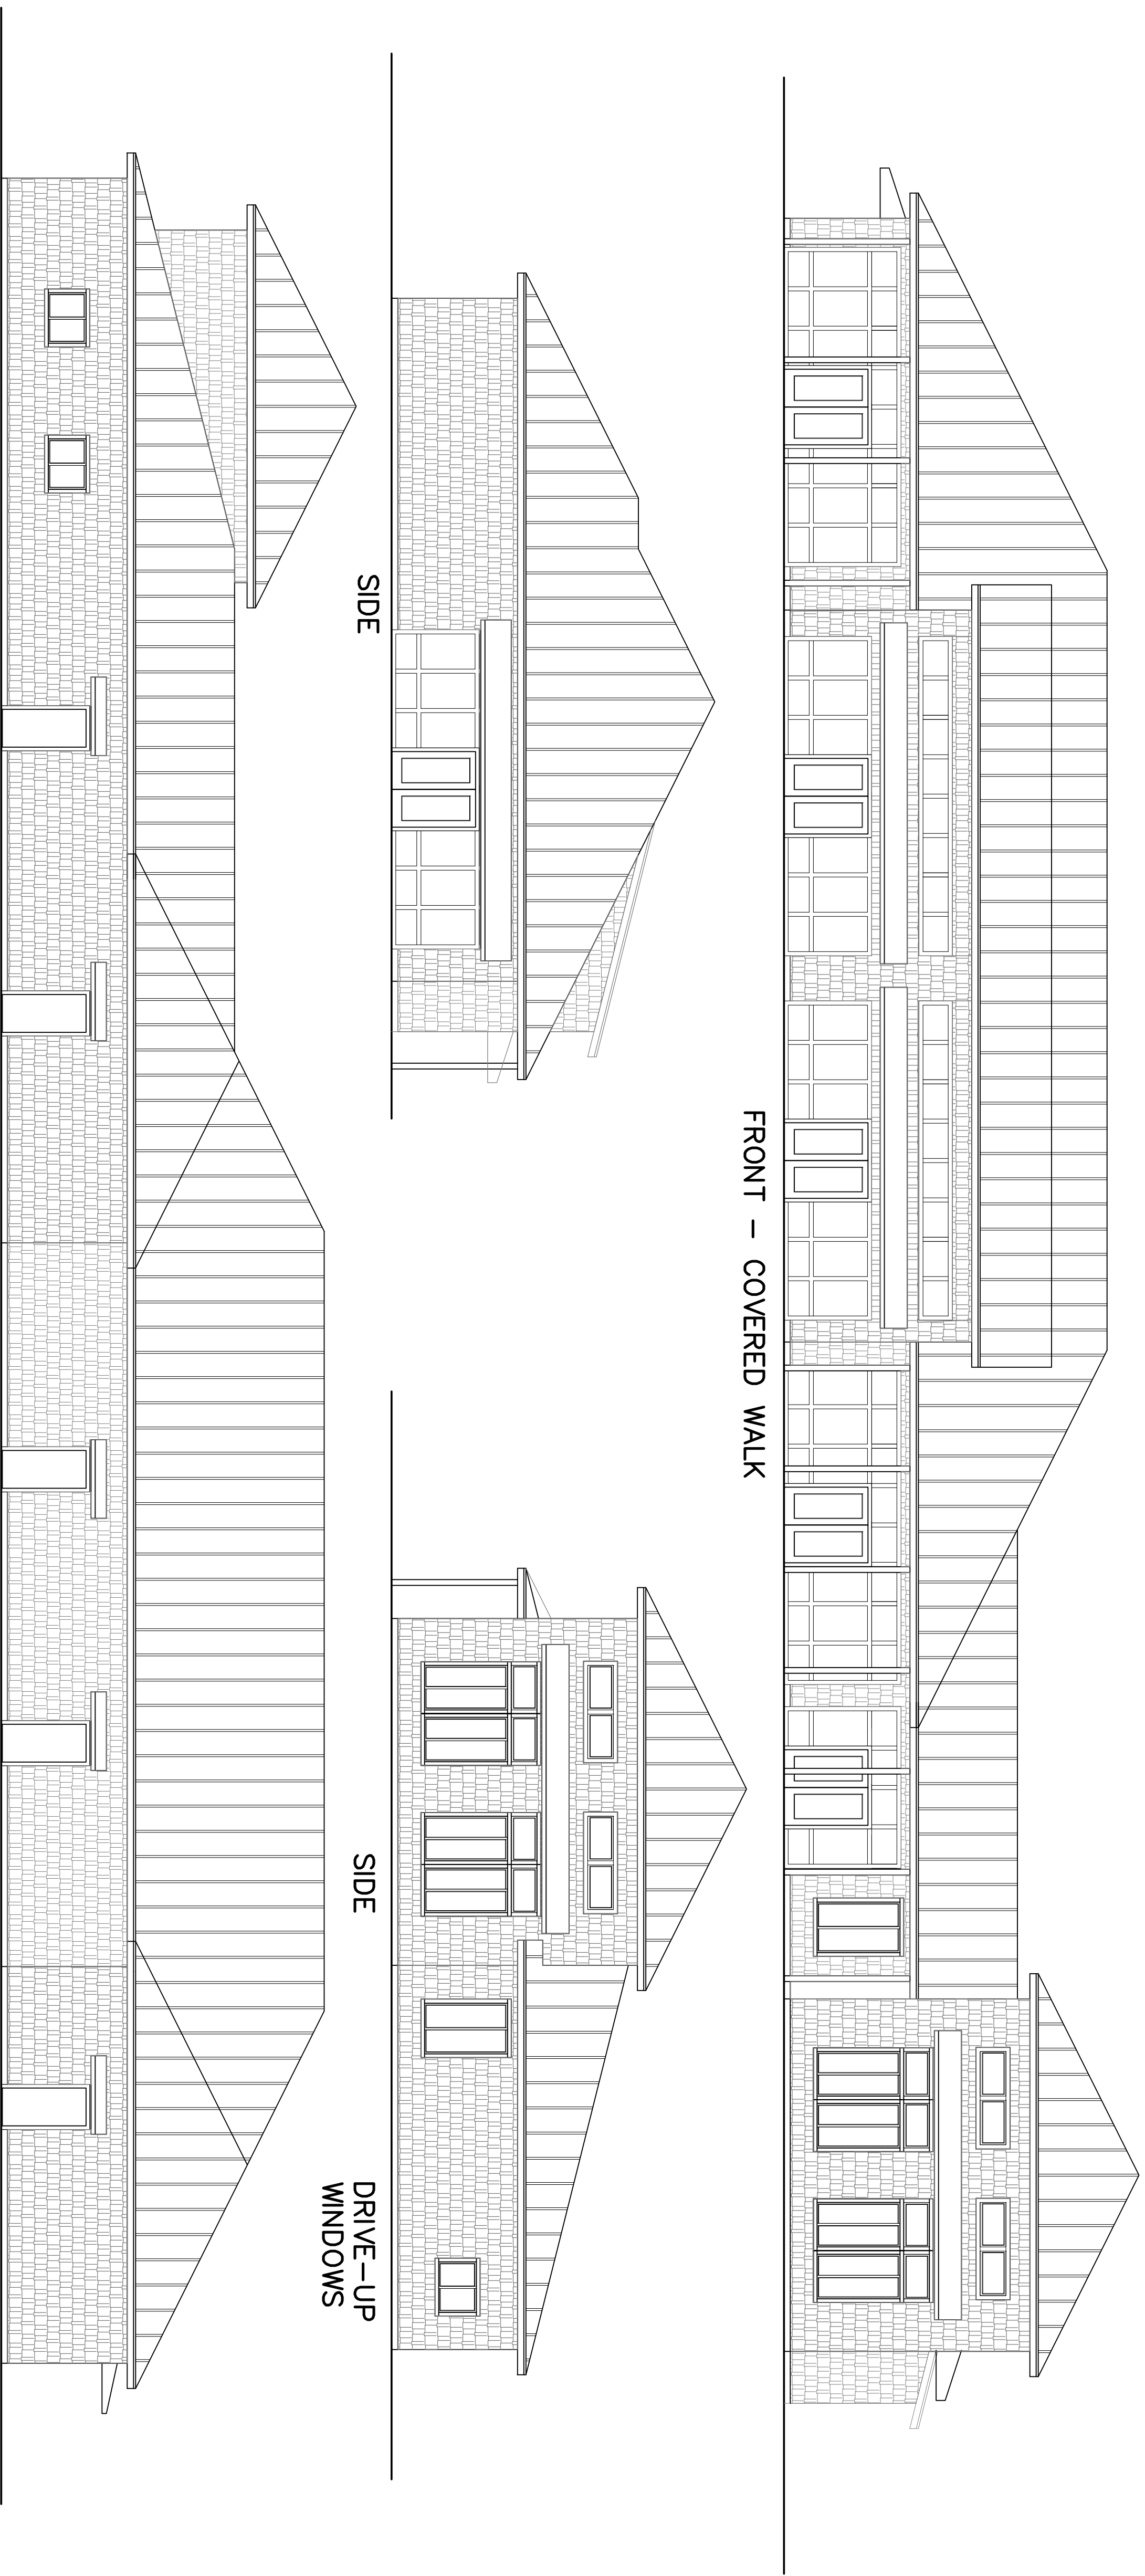 FRONT – COVERED WALK
SIDE
SIDE
DRIVE–UP
WINDOWS